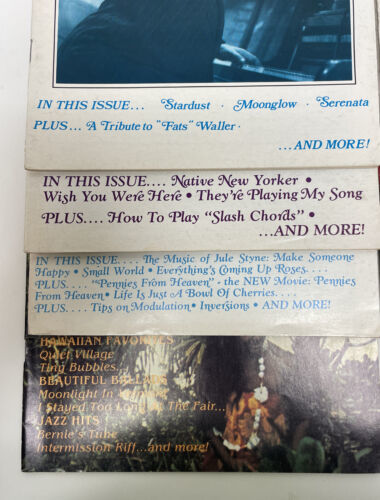 IN THIS ISSUE... Stardust · Moonglow · Serenata
PLUS... A Tribute to "Fats" Waller·
...AND MORE!
IN THIS ISSUE.... Native New Yorker •
Wish You Were Here • They're Playing My Song
PLUS.... How To Play "Slash Chords" •
...AND MORE!
IN THIS ISSUE.... The Music of Jule Styne: Make Someone
Happy • Small World • Everything's Coming Up Roses....
PLUS.... "Pennies From Heaven" - the NEW Movie: Pennies
From Heaven • Life Is Just A Bowl Of Cherries....
PLUS.... Tips on Modulation • Inversions • AND MORE!
HAWAIIAN FAVORITES
Quiet Village
Tiny Bubbles...
BEAUTIFUL BALLADS
Moonlight In
I Stayed Too Long At The Fair...
JAZZ HITS
Bernie's Tune
Intermission Riff...and more!